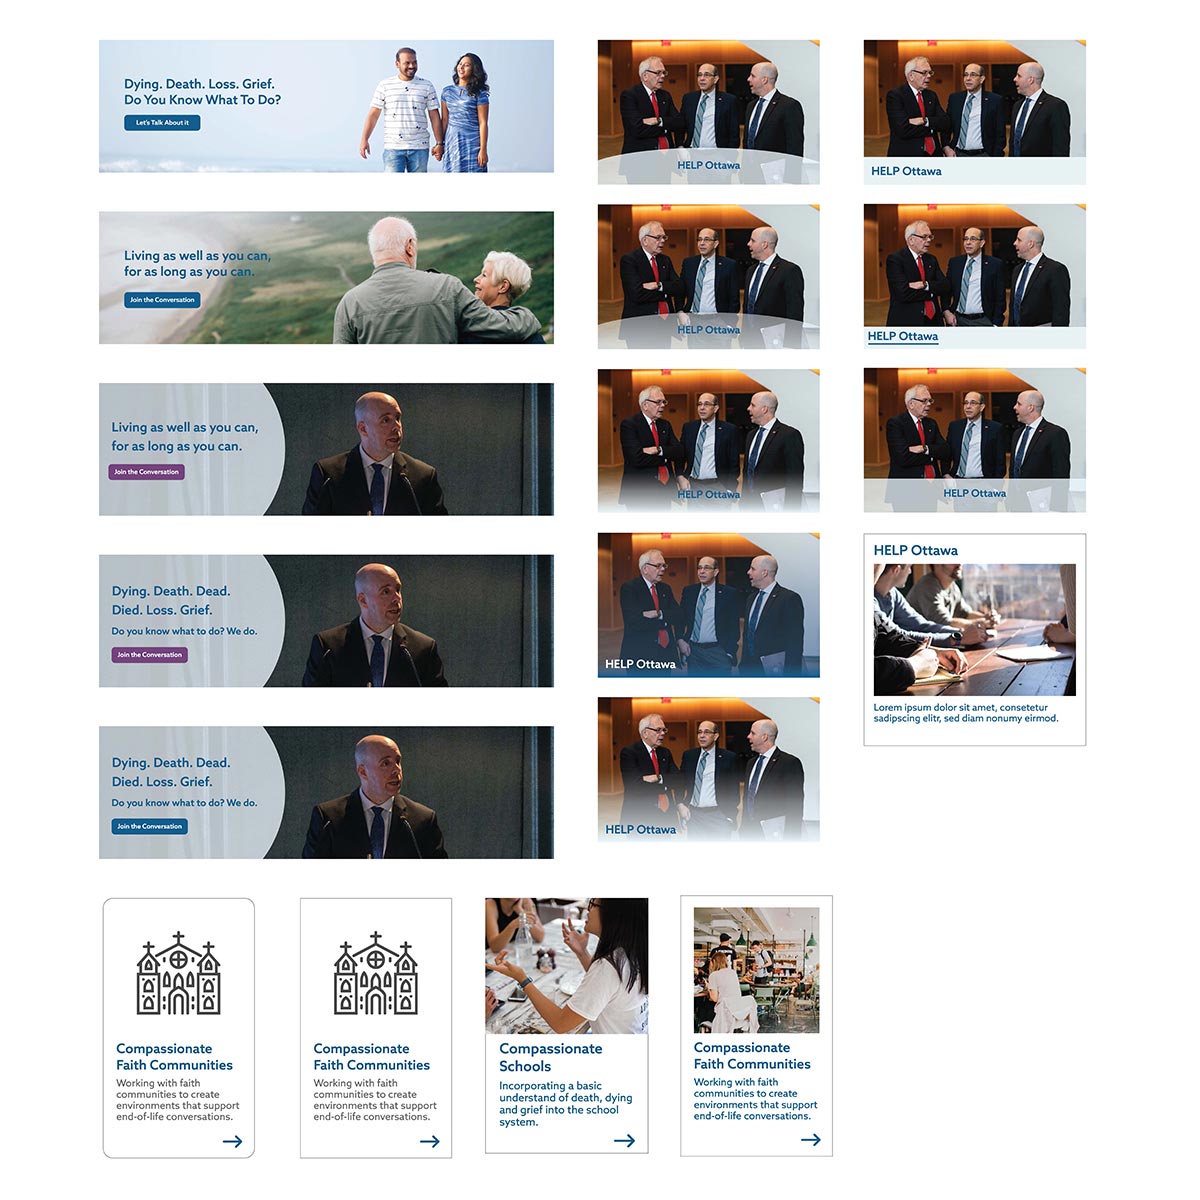 Dying. Death. Loss. Grief.
Do You Know What To Do?
Let's Talk About it
Living as well as you can,
for as long as you can.
Join the Conversation
Living as well as you can,
for as long as you can.
Join the Conversation
Dying. Death. Dead.
Died. Loss. Grief.
Do you know what to do? We do.
Join the Conversation
Dying. Death. Dead.
Died. Loss. Grief.
Do you know what to do? We do.
Join the Conversation
HELP Ottawa
HELP Ottawa
HELP Ottawa
HELP Ottawa
HELP Ottawa
HELP Ottawa
HELP Ottawa
HELP Ottawa
HELP Ottawa
Lorem ipsum dolor sit amet, consetetur
sadipscing elitr, sed diam nonumy eirmod.
Compassionate
Faith Communities
Working with faith
communities to create
environments that support
end-of-life conversations.
Compassionate
Faith Communities
Working with faith
communities to create
environments that support
end-of-life conversations.
Compassionate
Schools
Incorporating a basic
understand of death, dying
and grief into the school
system.
Compassionate
Faith Communities
Working with faith
communities to create
environments that support
end-of-life conversations.